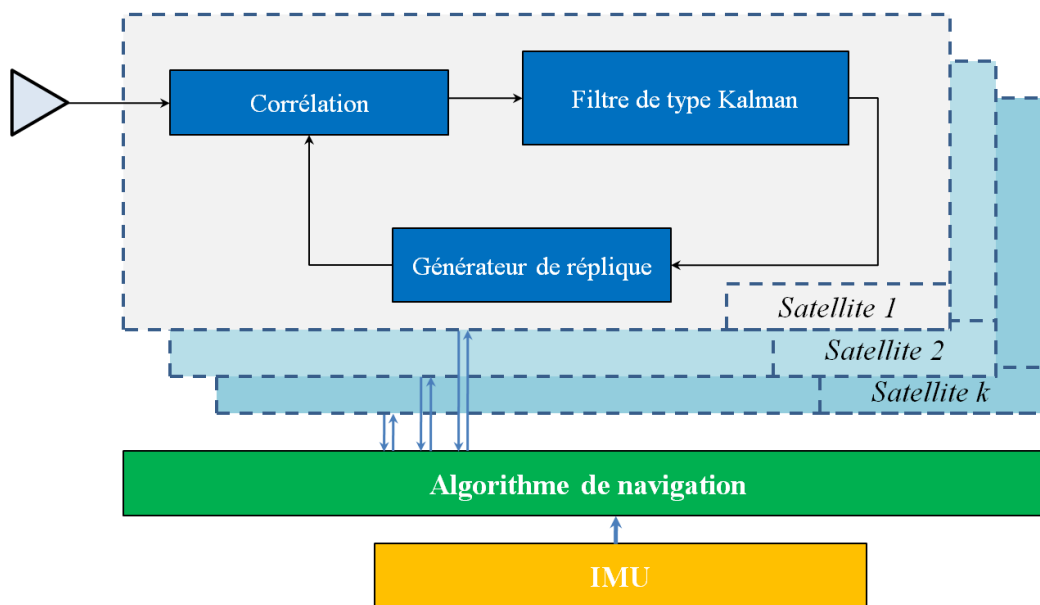 Corrélation
Filtre de type Kalman
Générateur de réplique
Satellite 1
Satellite 2
Satellite k
Algorithme de navigation
IMU